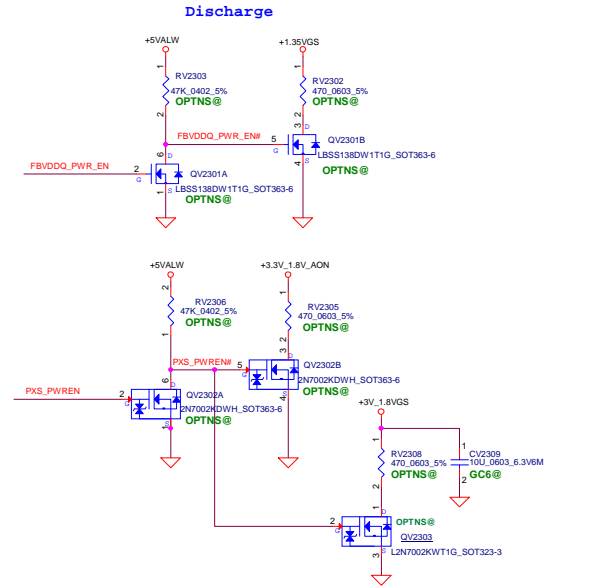 Discharge
+5VALW
+1.35VGS
1
1
RV2303
47K_0402_5%
OPTNS@
RV2302
470_0603_5%
OPTNS@
2
2
3
D
FBVDDQ_PWR_EN#
5
G
QV2301B
LBSS138DW1T1G_SOT363-6
S
4
OPTNS@
6
D
FBVDDQ_PWR_EN
2
G
QV2301A
LBSS138DW1T1G_SOT363-6
S
1
OPTNS@
+5VALW
+3.3V_1.8V_AON
2
1
RV2306
47K_0402_5%
OPTNS@
RV2305
470_0603_5%
OPTNS@
1
2
3
D
PXS_PWREN#
5
G
QV2302B
2N7002KDWH_SOT363-6
S
4
OPTNS@
6
D
PXS_PWREN
2
G
QV2302A
2N7002KDWH_SOT363-6
S
1
OPTNS@
+3V_1.8VGS
1
1
RV2308
470_0603_5%
OPTNS@
CV2309
10U_0603_6.3V6M
GC6@
2
2
1
D
OPTNS@
2
G
QV2303
L2N7002KWT1G_SOT323-3
S
3